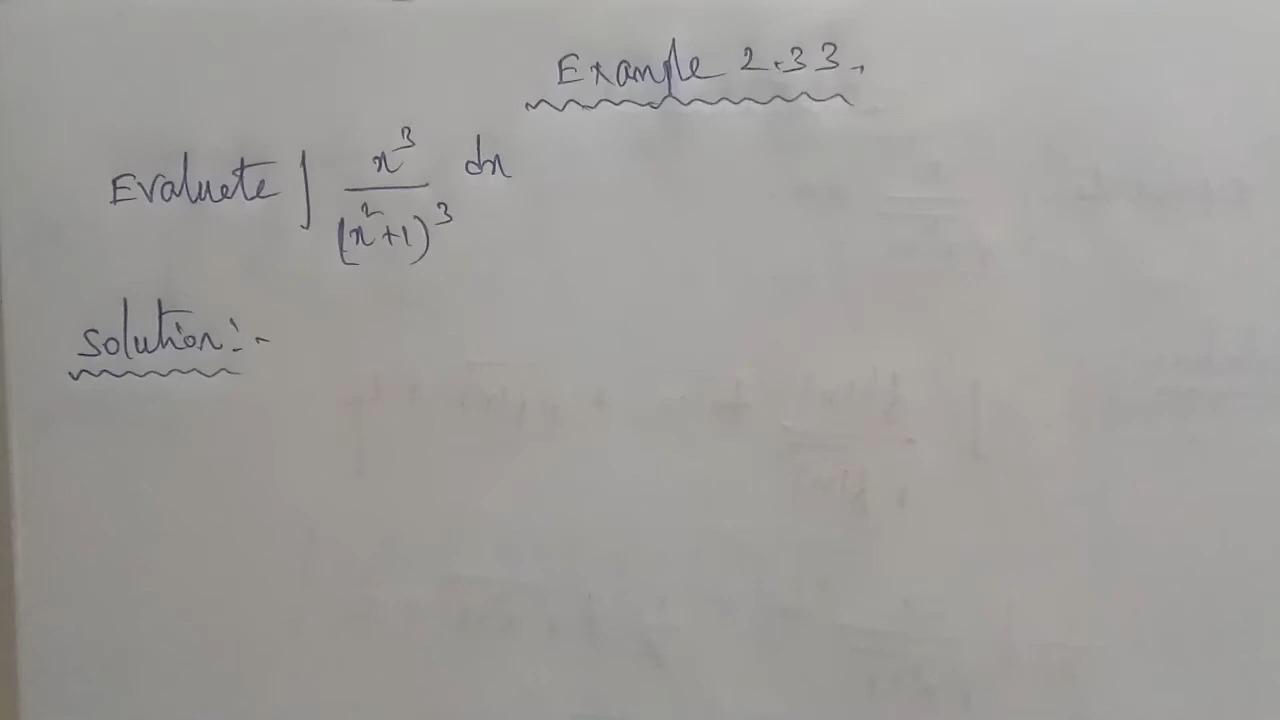 Example 2.33.
Evaluate ∫ x³/(x²+1)³ dx
Solution:-